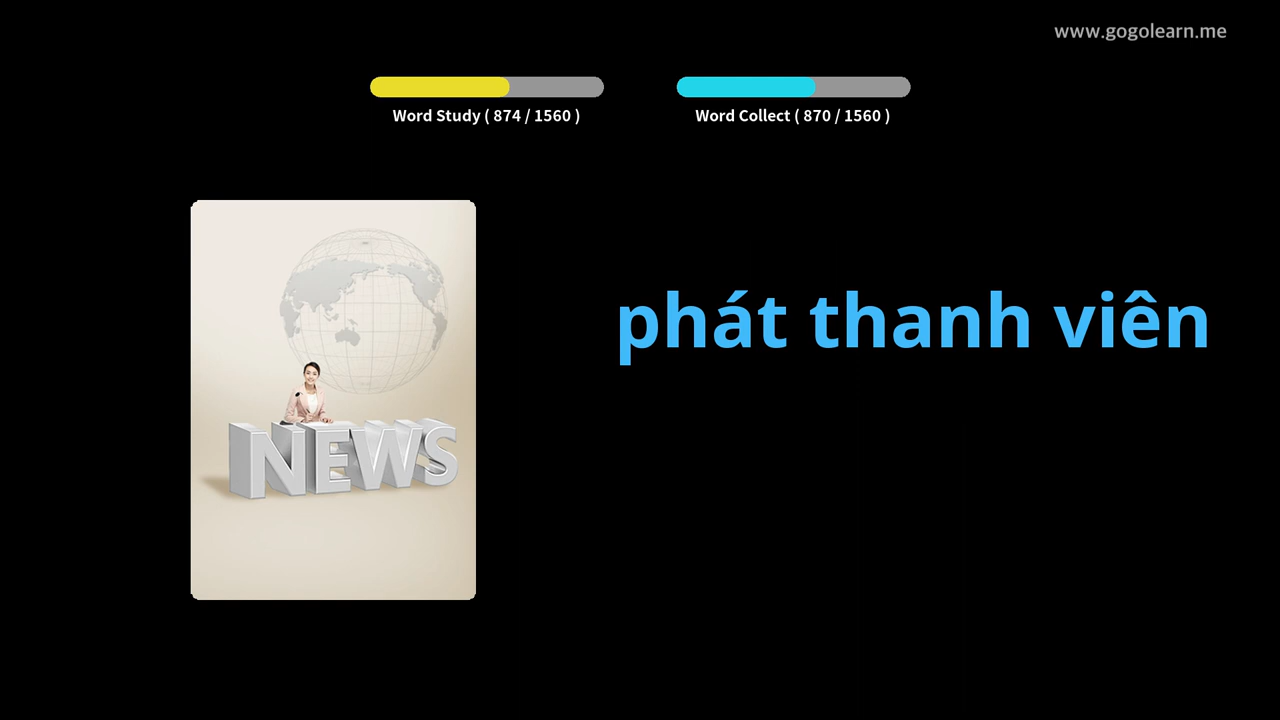 www.gogolearn.me
Word Study ( 874 / 1560 )
Word Collect ( 870 / 1560 )
phát thanh viên
NEWS